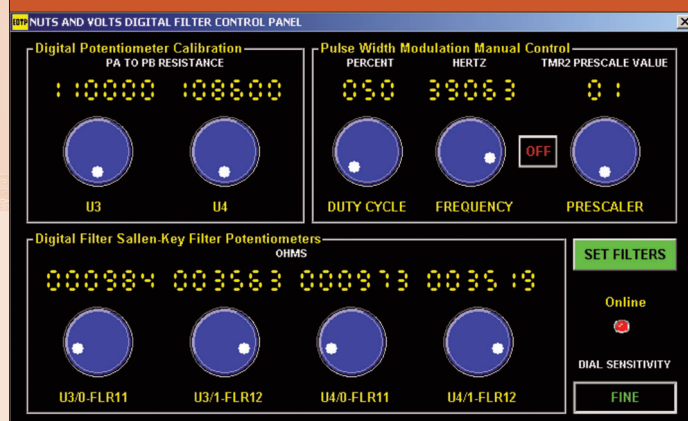 EDTP NUTS AND VOLTS DIGITAL FILTER CONTROL PANEL
Digital Potentiometer Calibration
PA TO PB RESISTANCE
110000 108600
U3 U4
Pulse Width Modulation Manual Control
PERCENT HERTZ TMR2 PRESCALE VALUE
050 39063 01
OFF
DUTY CYCLE FREQUENCY PRESCALER
Digital Filter Sallen-Key Filter Potentiometers
OHMS
000984 003563 000973 003519
U3/0-FLR11 U3/1-FLR12 U4/0-FLR11 U4/1-FLR12
SET FILTERS
Online
DIAL SENSITIVITY
FINE